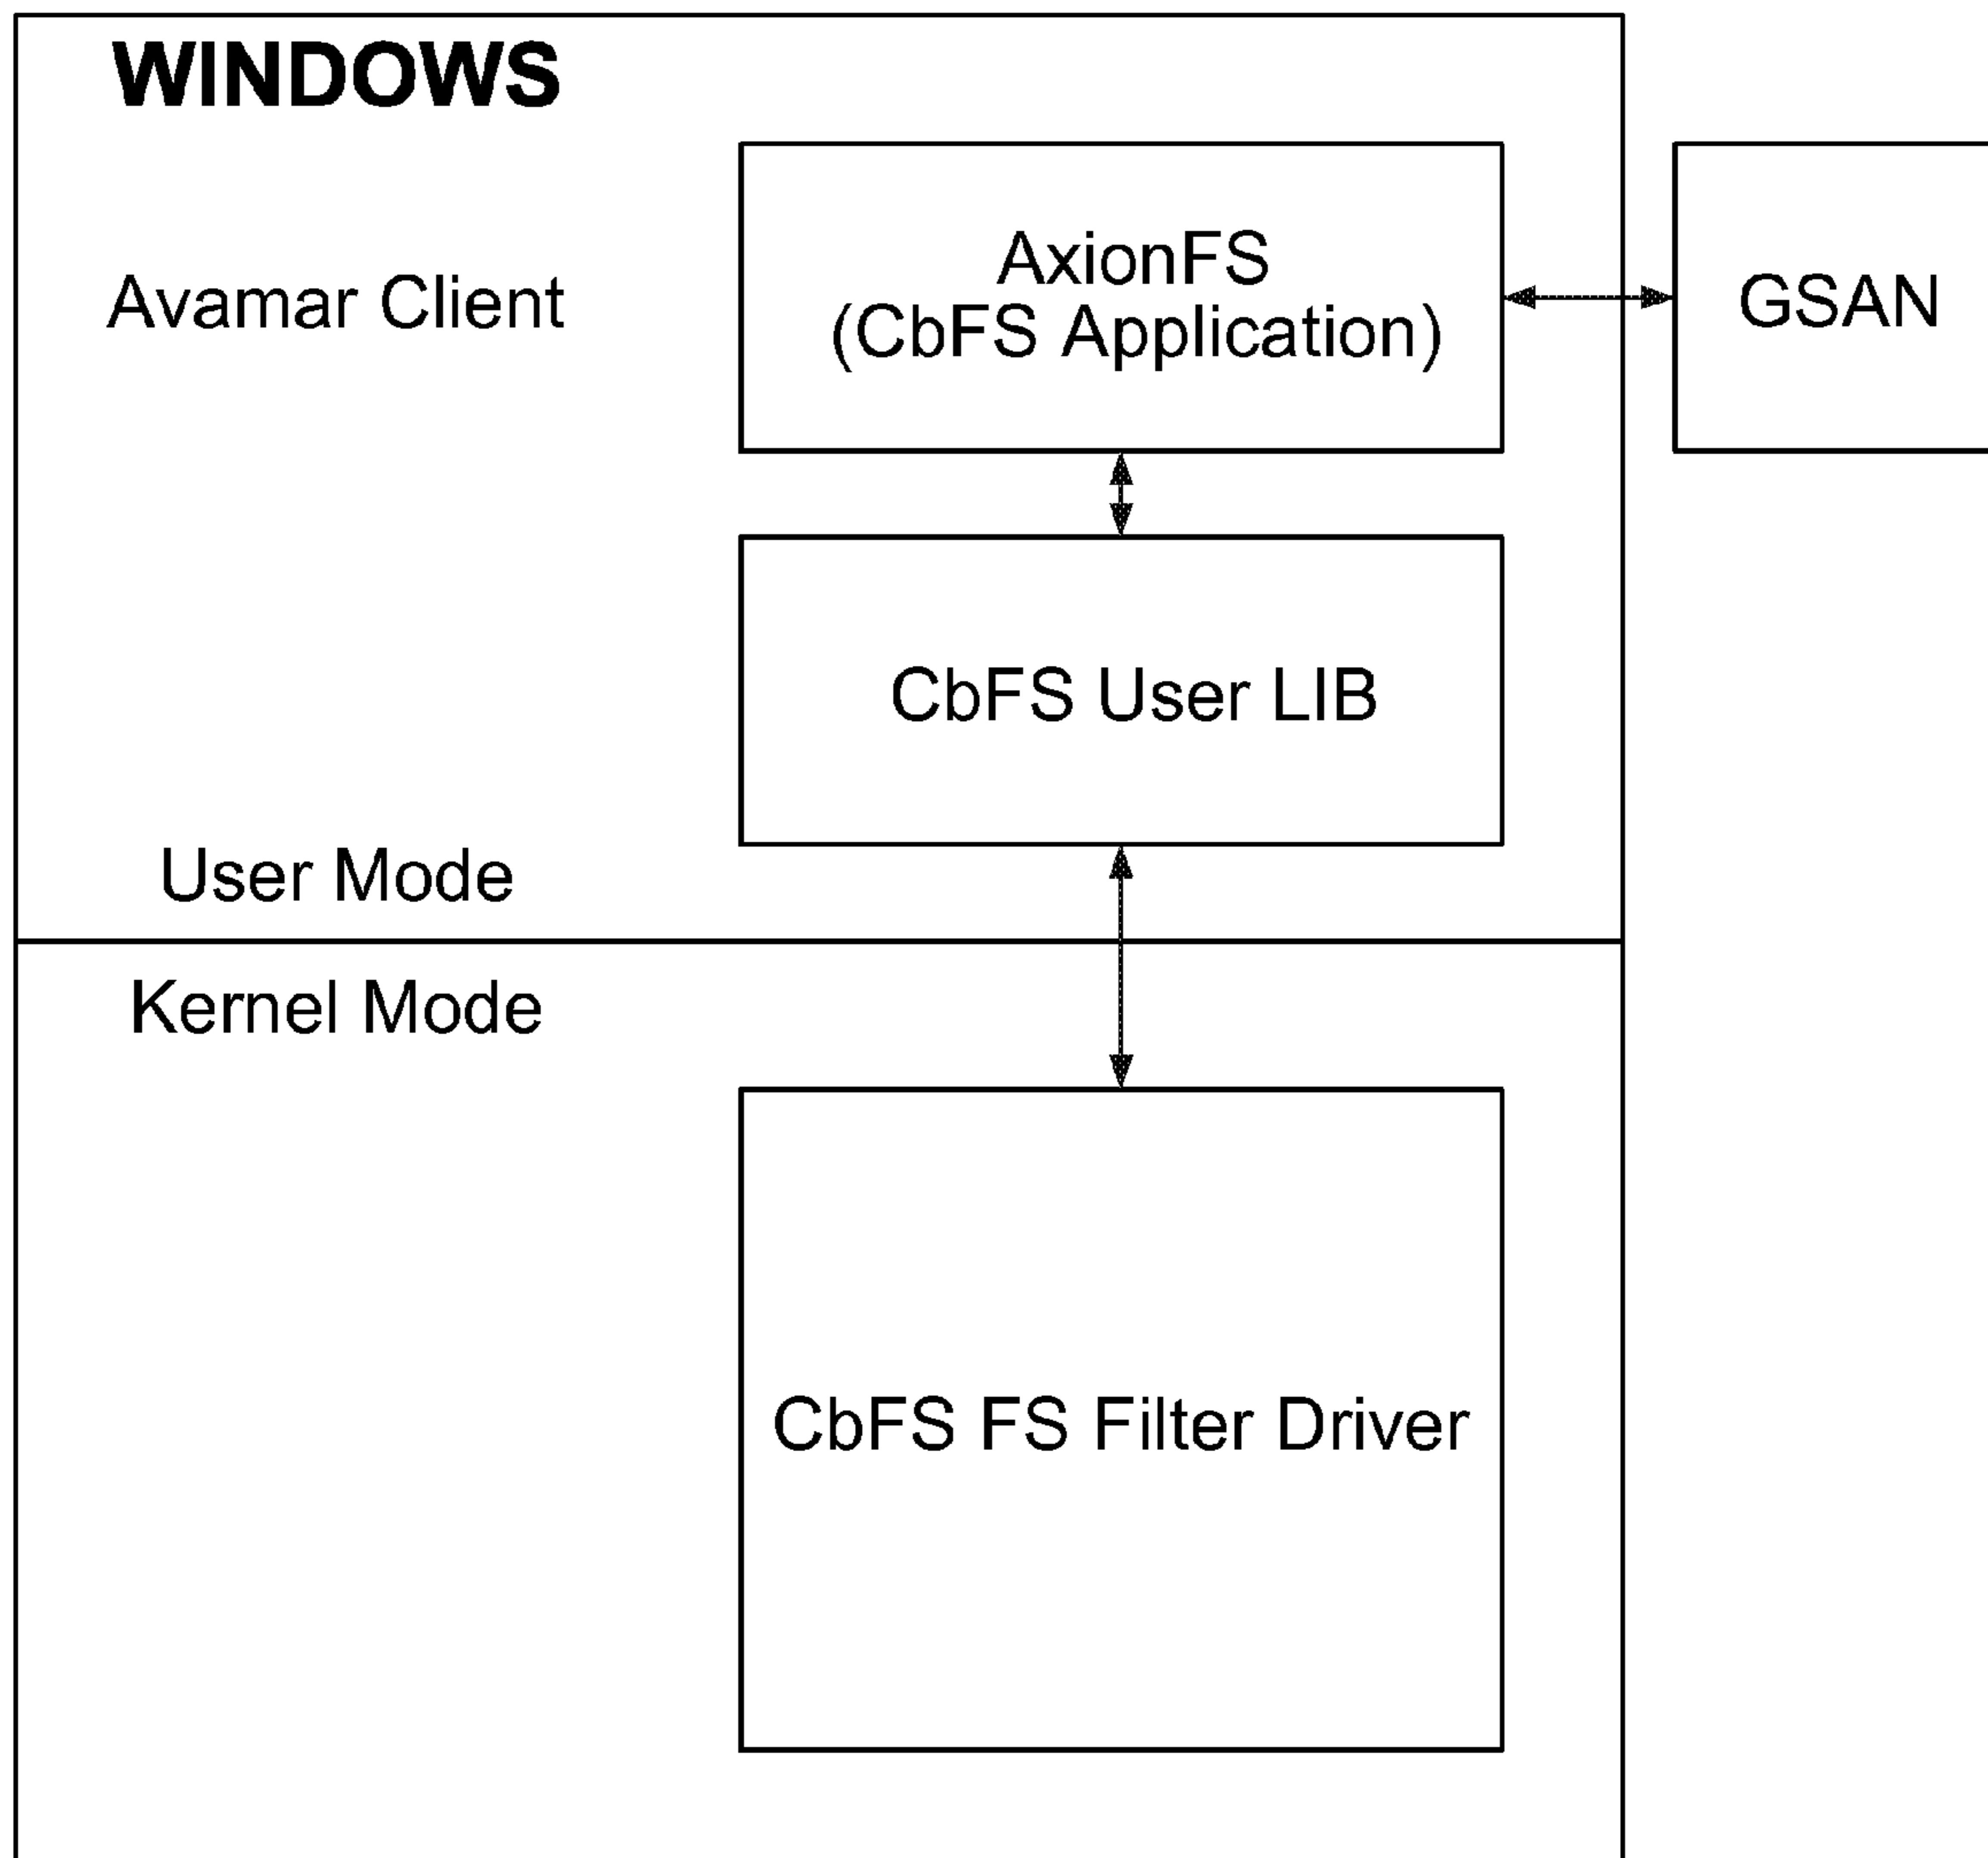 WINDOWS
Avamar Client
AxionFS
(CbFS Application)
GSAN
CbFS User LIB
User Mode
Kernel Mode
CbFS FS Filter Driver